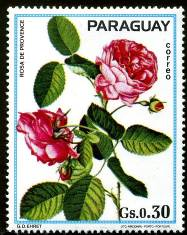 PARAGUAY
ROSA DE PROVENCE
correo
Gs.0.30
G.D. EHRET